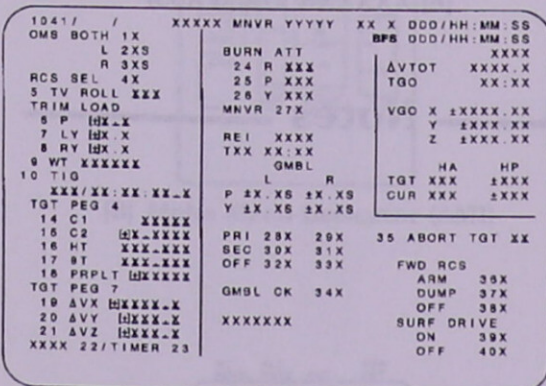 1041/ / XXXXX MNVR YYYYY XX X DDD/HH:MM:SS
BFS DDD/HH:MM:SS
OMS BOTH 1X
L 2XS
R 3XS
RCS SEL 4X
5 TV ROLL XXX
TRIM LOAD
6 P [±]X.X
7 LY [±]X.X
8 RY [±]X.X
9 WT XXXXXX
10 TIG
XXX/XX:XX:XX.X
TGT PEG 4
14 C1 XXXXX
15 C2 [±]X.XXXX
16 HT XXX.XXX
17 θT XXX.XXX
18 PRPLT [±]XXXXX
TGT PEG 7
19 ΔVX [±]XXXX.X
20 ΔVY [±]XXX.X
21 ΔVZ [±]XXX.X
XXXX 22/TIMER 23
BURN ATT
24 R XXX
25 P XXX
26 Y XXX
MNVR 27X
REI XXXX
TXX XX:XX
GMBL
L R
P ±X.XS ±X.XS
Y ±X.XS ±X.XS
PRI 28X 29X
SEC 30X 31X
OFF 32X 33X
GMBL CK 34X
XXXXXXX
XXXX
ΔVTOT XXXX.X
TGO XX:XX
VGO X ±XXXX.XX
Y ±XXX.XX
Z ±XXX.XX
HA HP
TGT XXX ±XXX
CUR XXX ±XXX
35 ABORT TGT XX
FWD RCS
ARM 36X
DUMP 37X
OFF 38X
SURF DRIVE
ON 39X
OFF 40X